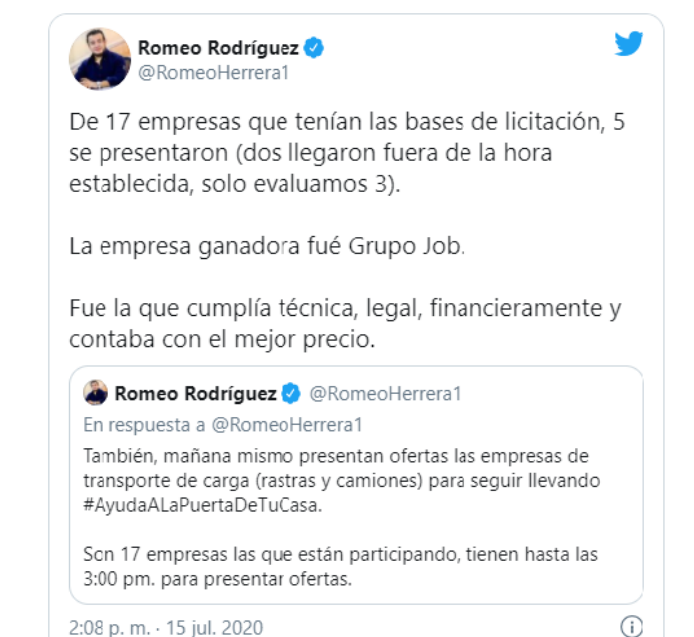 Romeo Rodríguez
@RomeoHerrera1
De 17 empresas que tenían las bases de licitación, 5
se presentaron (dos llegaron fuera de la hora
establecida, solo evaluamos 3).
La empresa ganadora fué Grupo Job.
Fue la que cumplía técnica, legal, financieramente y
contaba con el mejor precio.
Romeo Rodríguez @RomeoHerrera1
En respuesta a @RomeoHerrera1
También, mañana mismo presentan ofertas las empresas de
transporte de carga (rastras y camiones) para seguir llevando
#AyudaALaPuertaDeTuCasa.
Son 17 empresas las que están participando, tienen hasta las
3:00 pm. para presentar ofertas.
2:08 p. m. · 15 jul. 2020